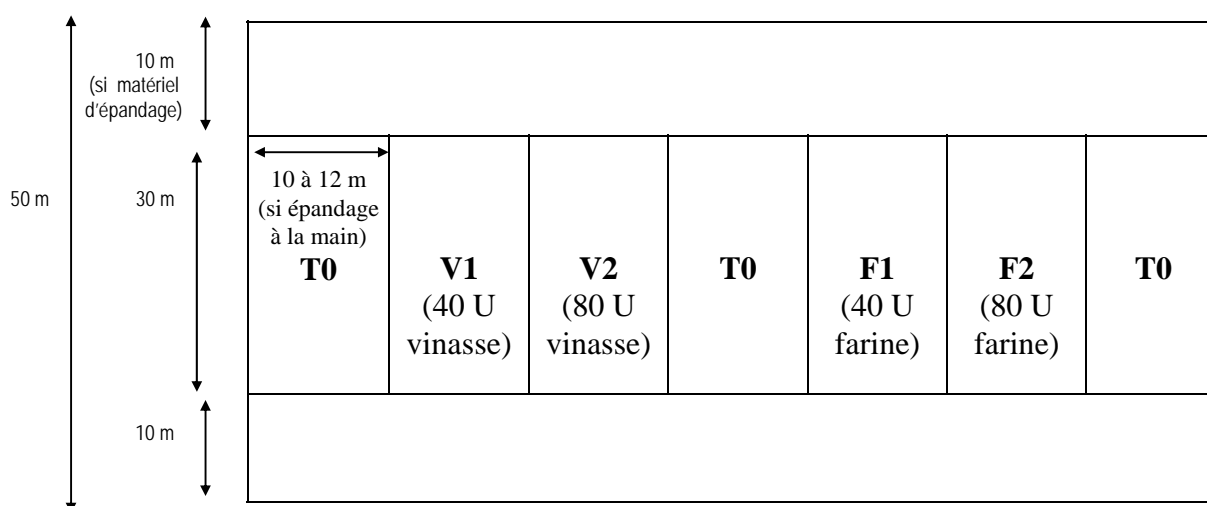 10 m
(si matériel
d'épandage)
50 m
30 m
10 à 12 m
(si épandage
à la main)
T0
V1
(40 U
vinasse)
V2
(80 U
vinasse)
T0
F1
(40 U
farine)
F2
(80 U
farine)
T0
10 m